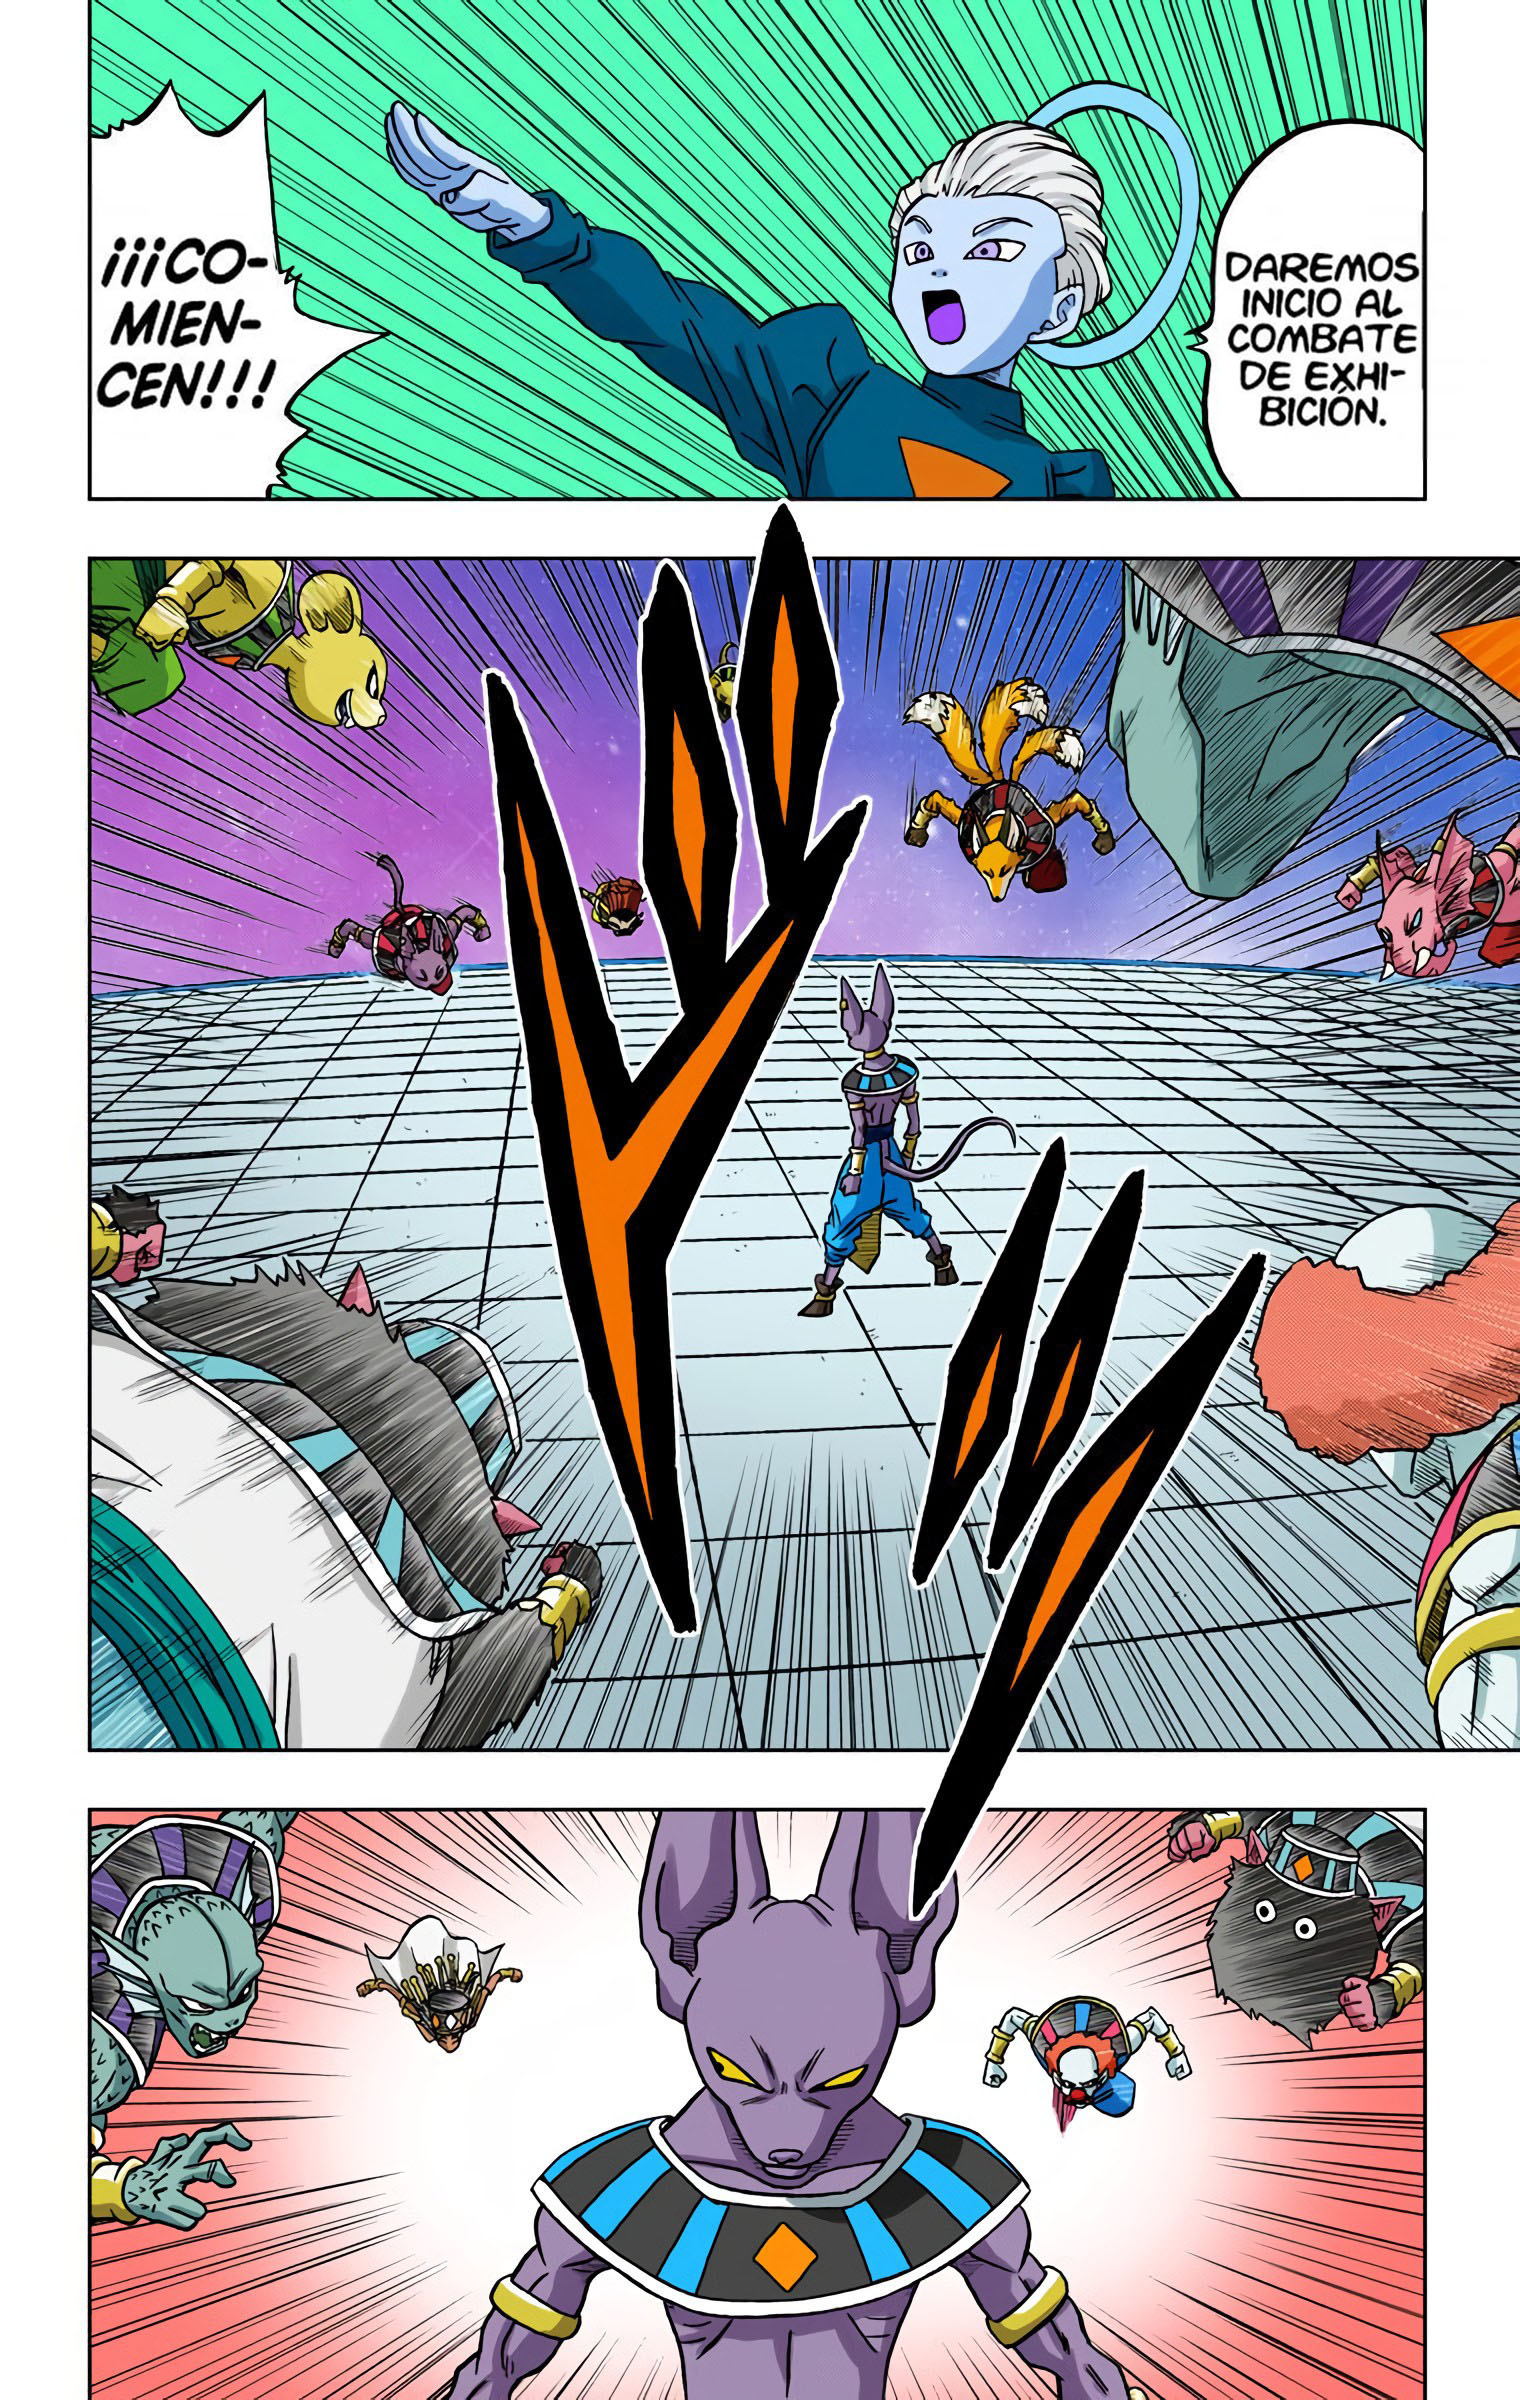 DAREMOS
INICIO AL
COMBATE
DE EXHI-
BICIÓN.
¡¡¡CO-
MIEN-
CEN!!!